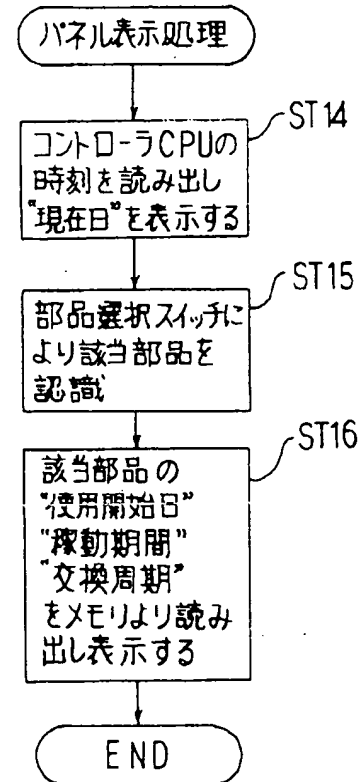 パネル表示処理
ST14
コントローラCPUの
時刻を読み出し
"現在日"を表示する
ST15
部品選択スイッチに
より該当部品を
認識
ST16
該当部品の
"使用開始日"
"稼動期間"
"交換周期"
をメモリより読み
出し表示する
END